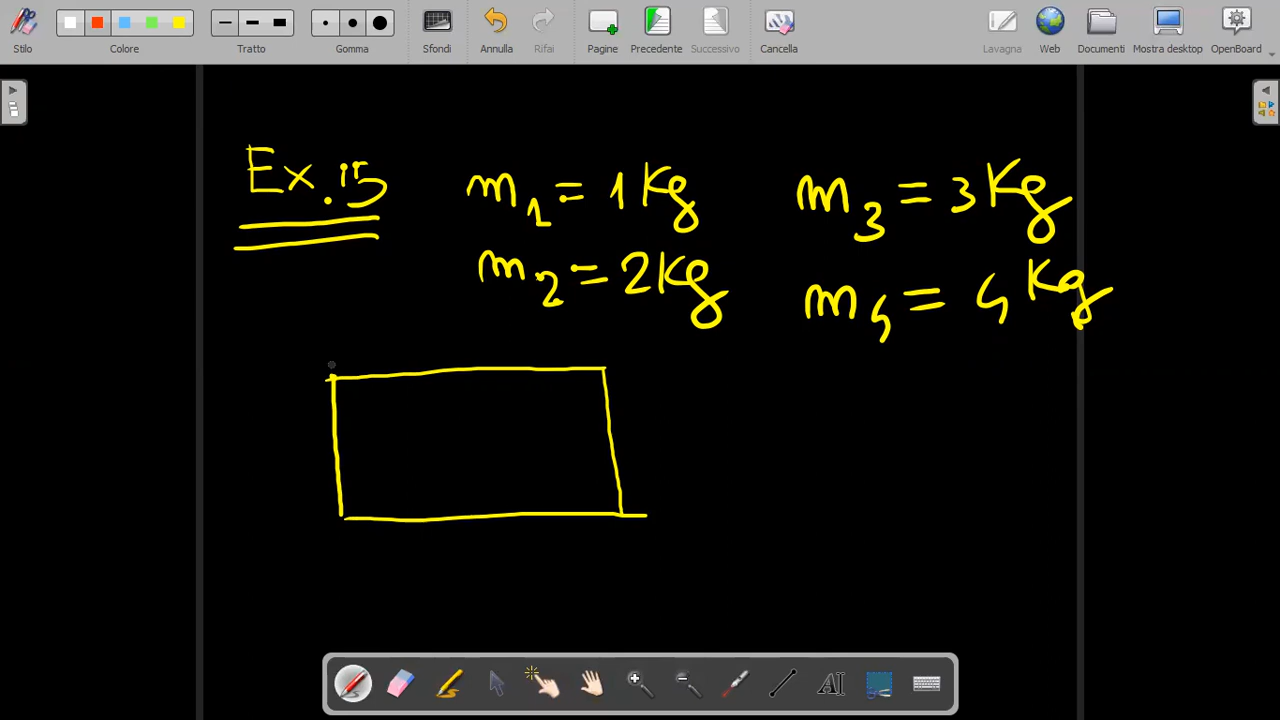 Stilo
Colore
Tratto
Gomma
Sfondi
Annulla
Rifai
Pagine
Precedente
Successivo
Cancella
Lavagna
Web
Documenti
Mostra desktop
OpenBoard
Ex. 15
m₁ = 1 Kg
m₂ = 2 Kg
m₃ = 3 Kg
m₄ = 4 Kg
AI